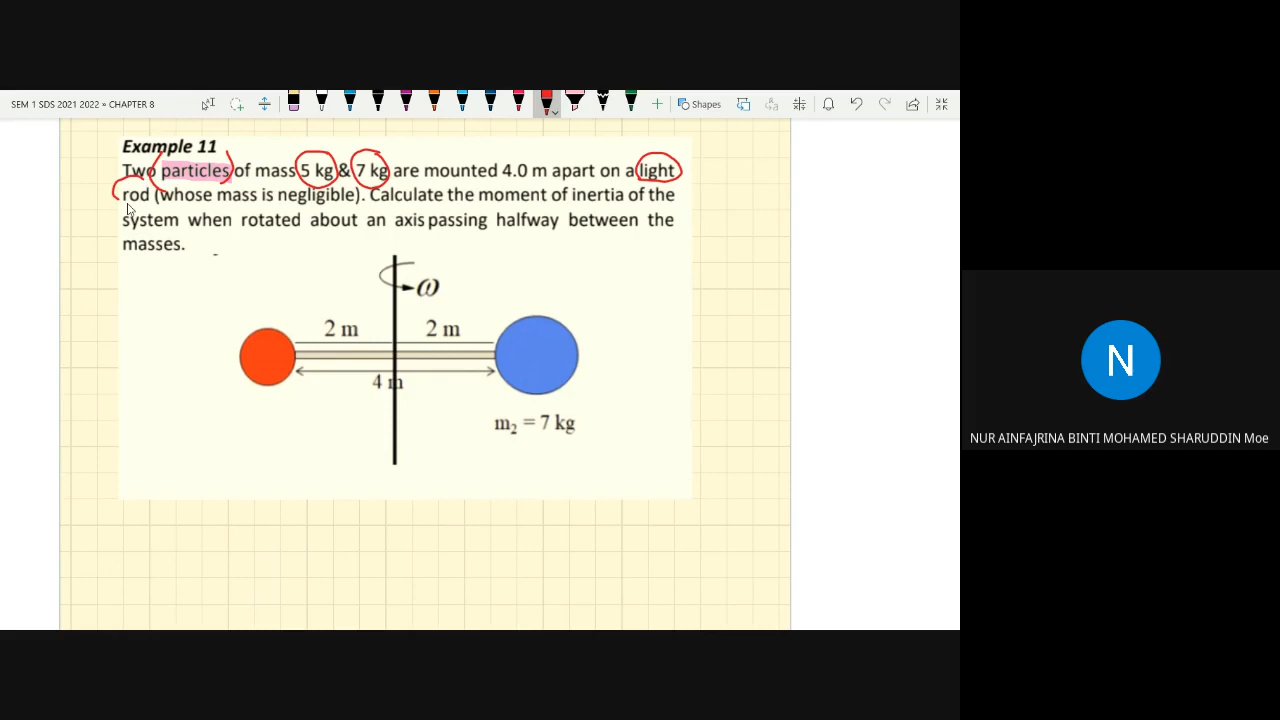 SEM 1 SDS 2021 2022 » CHAPTER 8
Shapes
Example 11
Two particles of mass 5 kg & 7 kg are mounted 4.0 m apart on a light
rod (whose mass is negligible). Calculate the moment of inertia of the
system when rotated about an axis passing halfway between the
masses.
ω
2 m 2 m
4 m
m₂ = 7 kg
N
NUR AINFAJRINA BINTI MOHAMED SHARUDDIN Moe